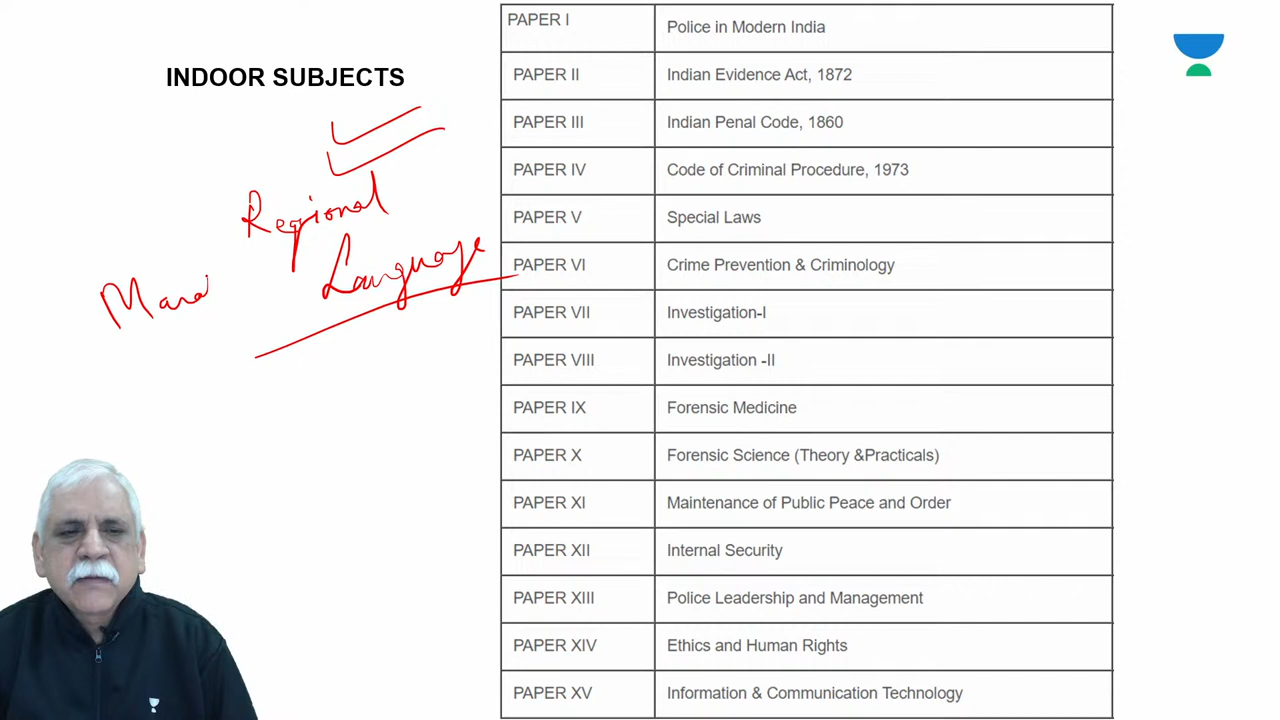 INDOOR SUBJECTS
Regional
Language
Mara
PAPER I Police in Modern India
PAPER II Indian Evidence Act, 1872
PAPER III Indian Penal Code, 1860
PAPER IV Code of Criminal Procedure, 1973
PAPER V Special Laws
PAPER VI Crime Prevention & Criminology
PAPER VII Investigation-I
PAPER VIII Investigation -II
PAPER IX Forensic Medicine
PAPER X Forensic Science (Theory &Practicals)
PAPER XI Maintenance of Public Peace and Order
PAPER XII Internal Security
PAPER XIII Police Leadership and Management
PAPER XIV Ethics and Human Rights
PAPER XV Information & Communication Technology